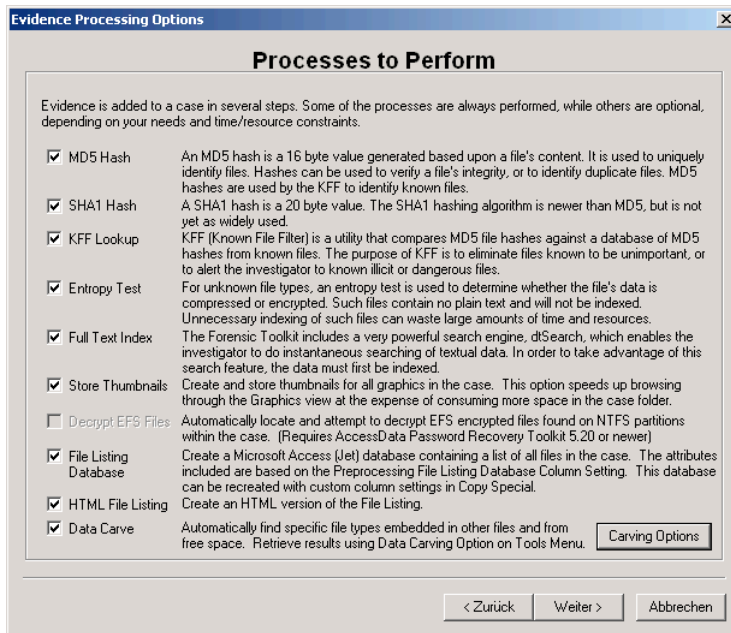 Evidence Processing Options
Processes to Perform
Evidence is added to a case in several steps. Some of the processes are always performed, while others are optional,
depending on your needs and time/resource constraints.
MD5 Hash
An MD5 hash is a 16 byte value generated based upon a file's content. It is used to uniquely
identify files. Hashes can be used to verify a file's integrity, or to identify duplicate files. MD5
hashes are used by the KFF to identify known files.
SHA1 Hash
A SHA1 hash is a 20 byte value. The SHA1 hashing algorithm is newer than MD5, but is not
yet as widely used.
KFF Lookup
KFF (Known File Filter) is a utility that compares MD5 file hashes against a database of MD5
hashes from known files. The purpose of KFF is to eliminate files known to be unimportant, or
to alert the investigator to known illicit or dangerous files.
Entropy Test
For unknown file types, an entropy test is used to determine whether the file's data is
compressed or encrypted. Such files contain no plain text and will not be indexed.
Unnecessary indexing of such files can waste large amounts of time and resources.
Full Text Index
The Forensic Toolkit includes a very powerful search engine, dtSearch, which enables the
investigator to do instantaneous searching of textual data. In order to take advantage of this
search feature, the data must first be indexed.
Store Thumbnails
Create and store thumbnails for all graphics in the case. This option speeds up browsing
through the Graphics view at the expense of consuming more space in the case folder.
Decrypt EFS Files
Automatically locate and attempt to decrypt EFS encrypted files found on NTFS partitions
within the case. (Requires AccessData Password Recovery Toolkit 5.20 or newer)
File Listing
Database
Create a Microsoft Access (Jet) database containing a list of all files in the case. The attributes
included are based on the Preprocessing File Listing Database Column Setting. This database
can be recreated with custom column settings in Copy Special.
HTML File Listing
Create an HTML version of the File Listing.
Data Carve
Automatically find specific file types embedded in other files and from
free space. Retrieve results using Data Carving Option on Tools Menu.
Carving Options
< Zurück
Weiter >
Abbrechen